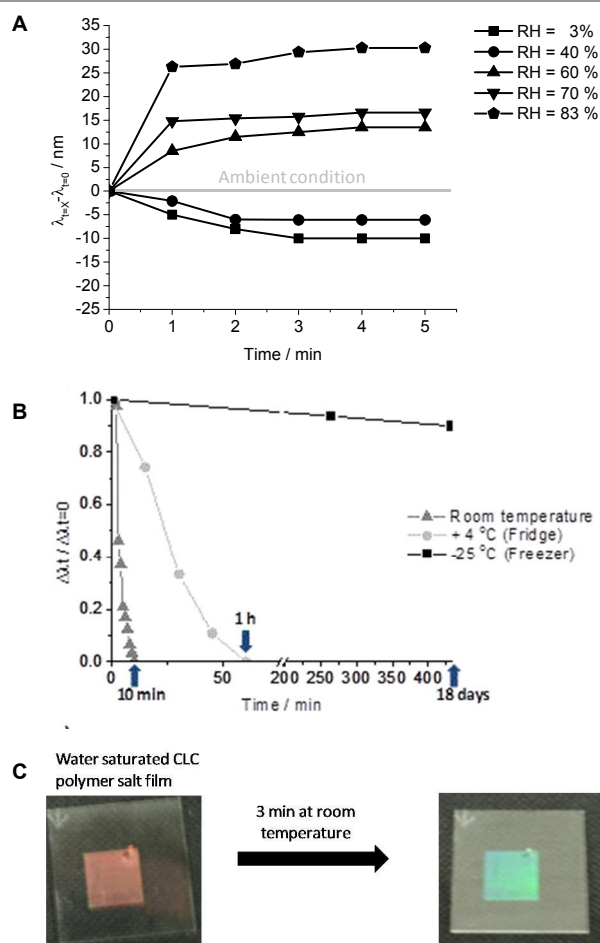 A
35
30
25
20
15
10
5
0
-5
-10
-15
-20
-25
λt=X-λt=0 / nm
Ambient condition
0 1 2 3 4 5
Time / min
RH = 3%
RH = 40 %
RH = 60 %
RH = 70 %
RH = 83 %
B
1.0
0.8
0.6
0.4
0.2
0.0
Δλt / Δλt=0
Room temperature
+ 4 °C (Fridge)
-25 °C (Freezer)
1 h
0 50 200 250 300 350 400
10 min
18 days
Time / min
C
Water saturated CLC
polymer salt film
3 min at room
temperature